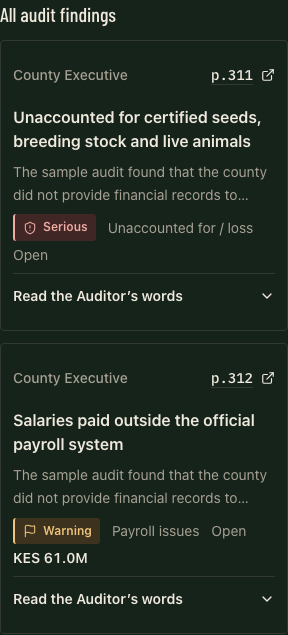 All audit findings
County Executive p.311
Unaccounted for certified seeds,
breeding stock and live animals
The sample audit found that the county
did not provide financial records to…
Serious Unaccounted for / loss
Open
Read the Auditor’s words
County Executive p.312
Salaries paid outside the official
payroll system
The sample audit found that the county
did not provide financial records to…
Warning Payroll issues Open
KES 61.0M
Read the Auditor’s words